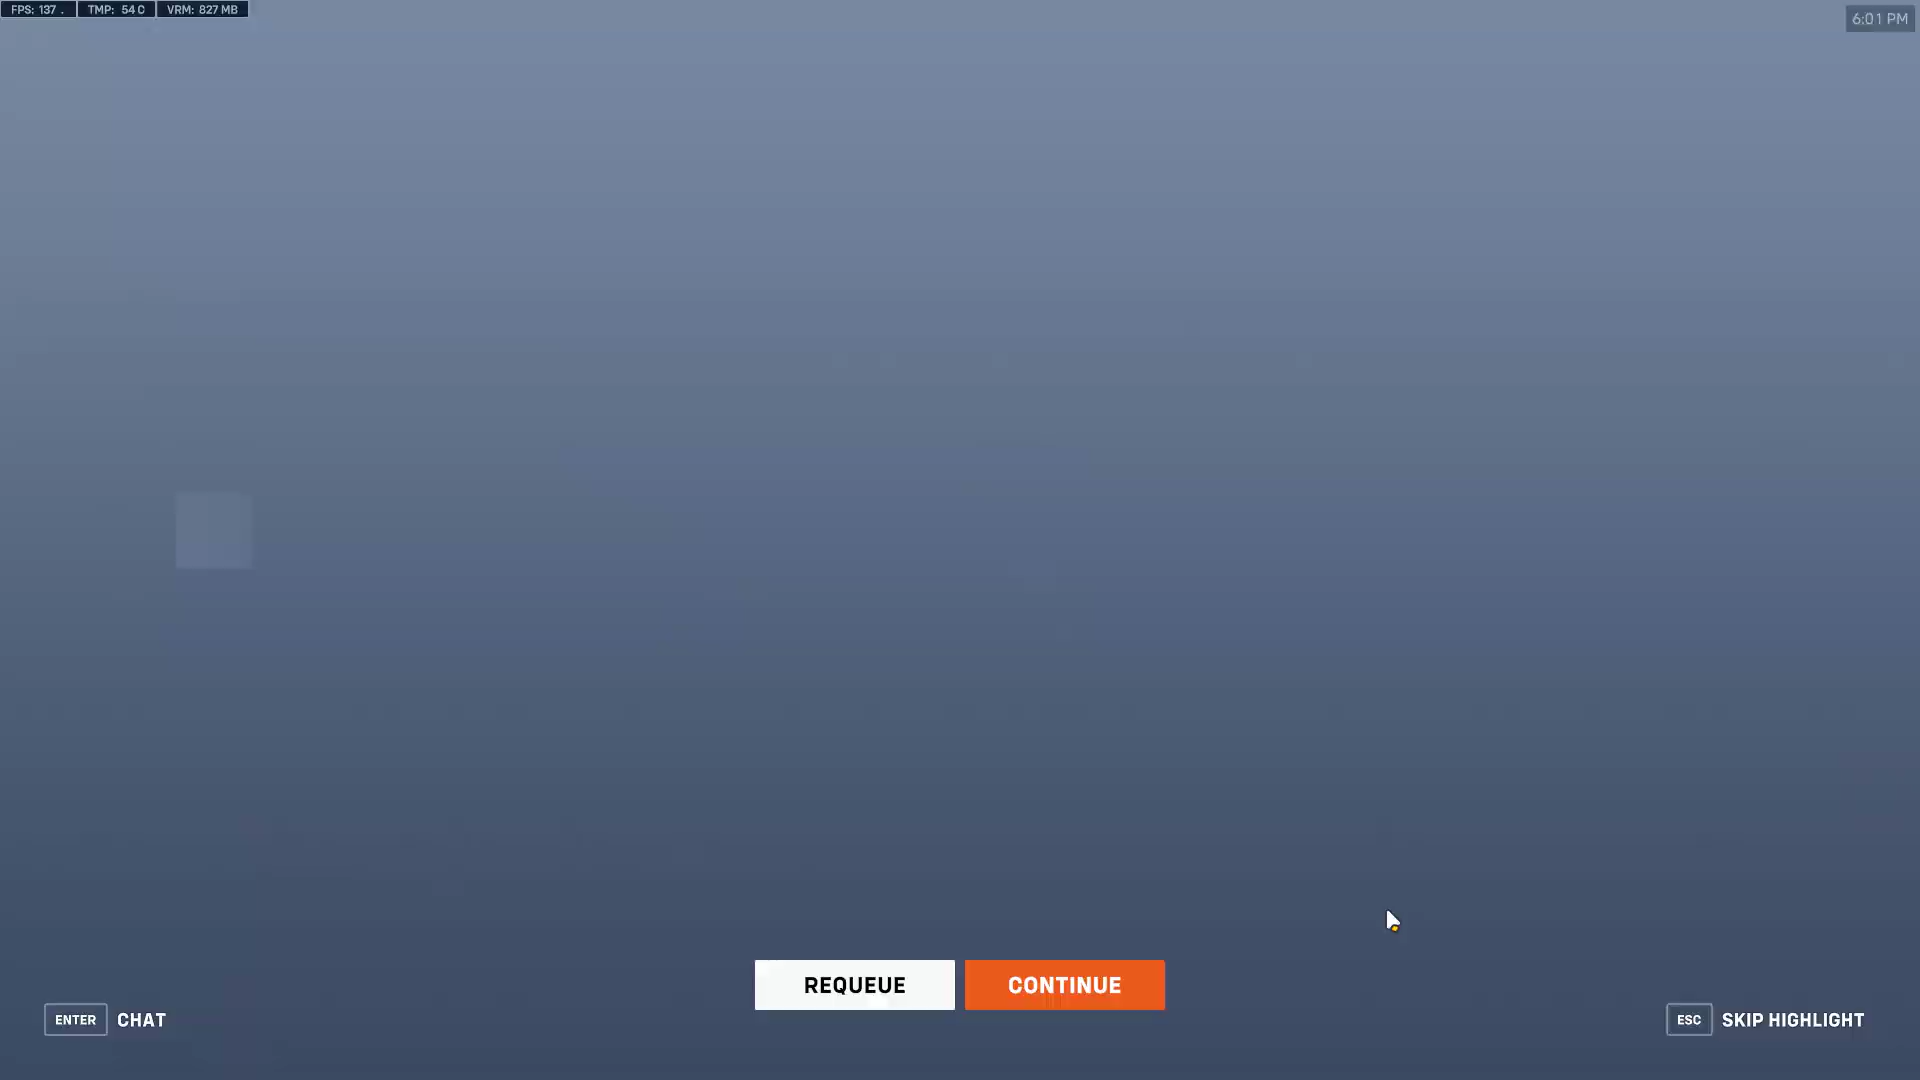 FPS: 137 . TMP: 54 C VRM: 827 MB
6:01 PM
REQUEUE CONTINUE
ENTER CHAT
ESC SKIP HIGHLIGHT